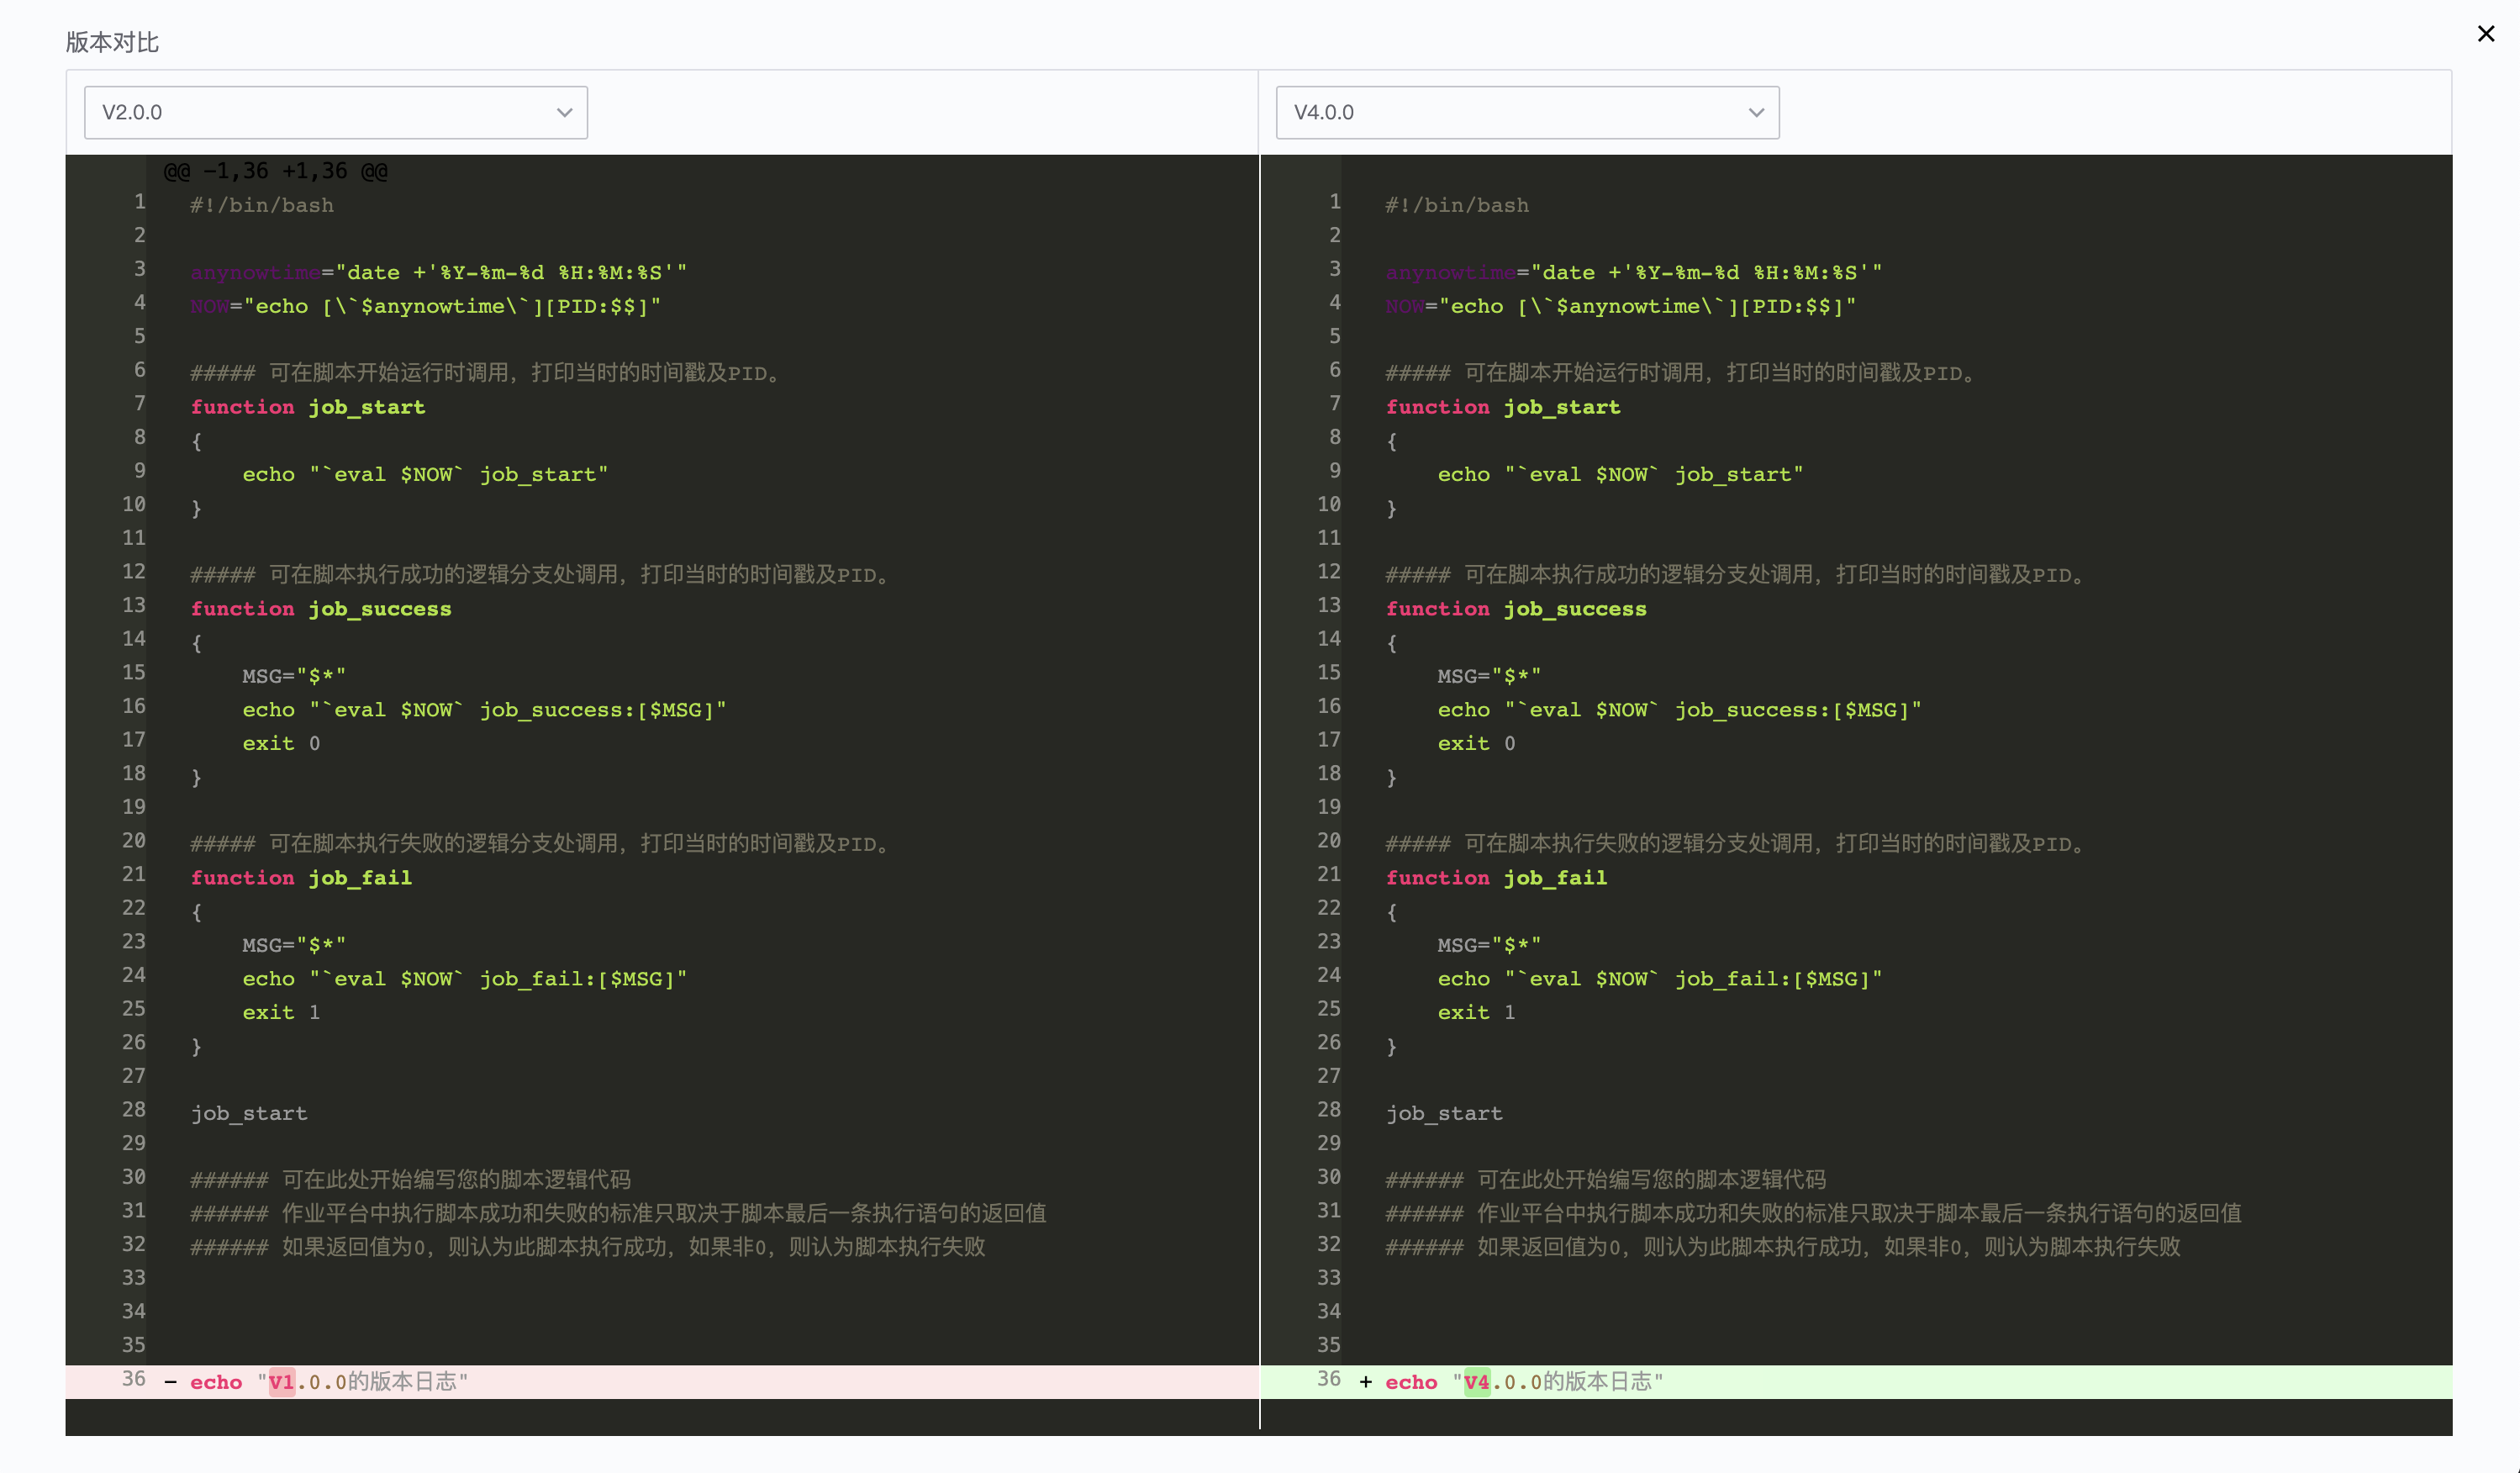 版本对比
V2.0.0
@@ -1,36 +1,36 @@
1 #!/bin/bash
2
3 anynowtime="date +'%Y-%m-%d %H:%M:%S'"
4 NOW="echo [\`$anynowtime\`][PID:$$]"
5
6 ##### 可在脚本开始运行时调用，打印当时的时间戳及PID。
7 function job_start
8 {
9     echo "`eval $NOW` job_start"
10 }
11
12 ##### 可在脚本执行成功的逻辑分支处调用，打印当时的时间戳及PID。
13 function job_success
14 {
15     MSG="$*"
16     echo "`eval $NOW` job_success:[$MSG]"
17     exit 0
18 }
19
20 ##### 可在脚本执行失败的逻辑分支处调用，打印当时的时间戳及PID。
21 function job_fail
22 {
23     MSG="$*"
24     echo "`eval $NOW` job_fail:[$MSG]"
25     exit 1
26 }
27
28 job_start
29
30 ###### 可在此处开始编写您的脚本逻辑代码
31 ###### 作业平台中执行脚本成功和失败的标准只取决于脚本最后一条执行语句的返回值
32 ###### 如果返回值为0，则认为此脚本执行成功，如果非0，则认为脚本执行失败
33
34
35
36 - echo "V1.0.0的版本日志"
V4.0.0
1 #!/bin/bash
2
3 anynowtime="date +'%Y-%m-%d %H:%M:%S'"
4 NOW="echo [\`$anynowtime\`][PID:$$]"
5
6 ##### 可在脚本开始运行时调用，打印当时的时间戳及PID。
7 function job_start
8 {
9     echo "`eval $NOW` job_start"
10 }
11
12 ##### 可在脚本执行成功的逻辑分支处调用，打印当时的时间戳及PID。
13 function job_success
14 {
15     MSG="$*"
16     echo "`eval $NOW` job_success:[$MSG]"
17     exit 0
18 }
19
20 ##### 可在脚本执行失败的逻辑分支处调用，打印当时的时间戳及PID。
21 function job_fail
22 {
23     MSG="$*"
24     echo "`eval $NOW` job_fail:[$MSG]"
25     exit 1
26 }
27
28 job_start
29
30 ###### 可在此处开始编写您的脚本逻辑代码
31 ###### 作业平台中执行脚本成功和失败的标准只取决于脚本最后一条执行语句的返回值
32 ###### 如果返回值为0，则认为此脚本执行成功，如果非0，则认为脚本执行失败
33
34
35
36 + echo "V4.0.0的版本日志"